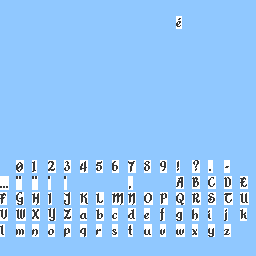 é
0 1 2 3 4 5 6 7 8 9 ! ? . -
… " " ' ' , A B C D E
F G H I J K L M N O P Q R S T U
V W X Y Z a b c d e f g h i j k
l m n o p q r s t u v w x y z